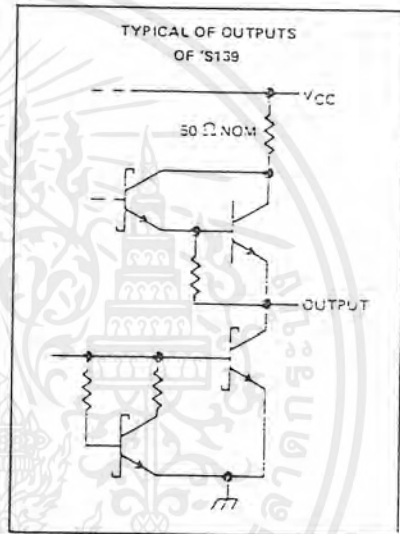 TYPICAL OF OUTPUTS
OF 'S139
VCC
50 Ω NOM
OUTPUT